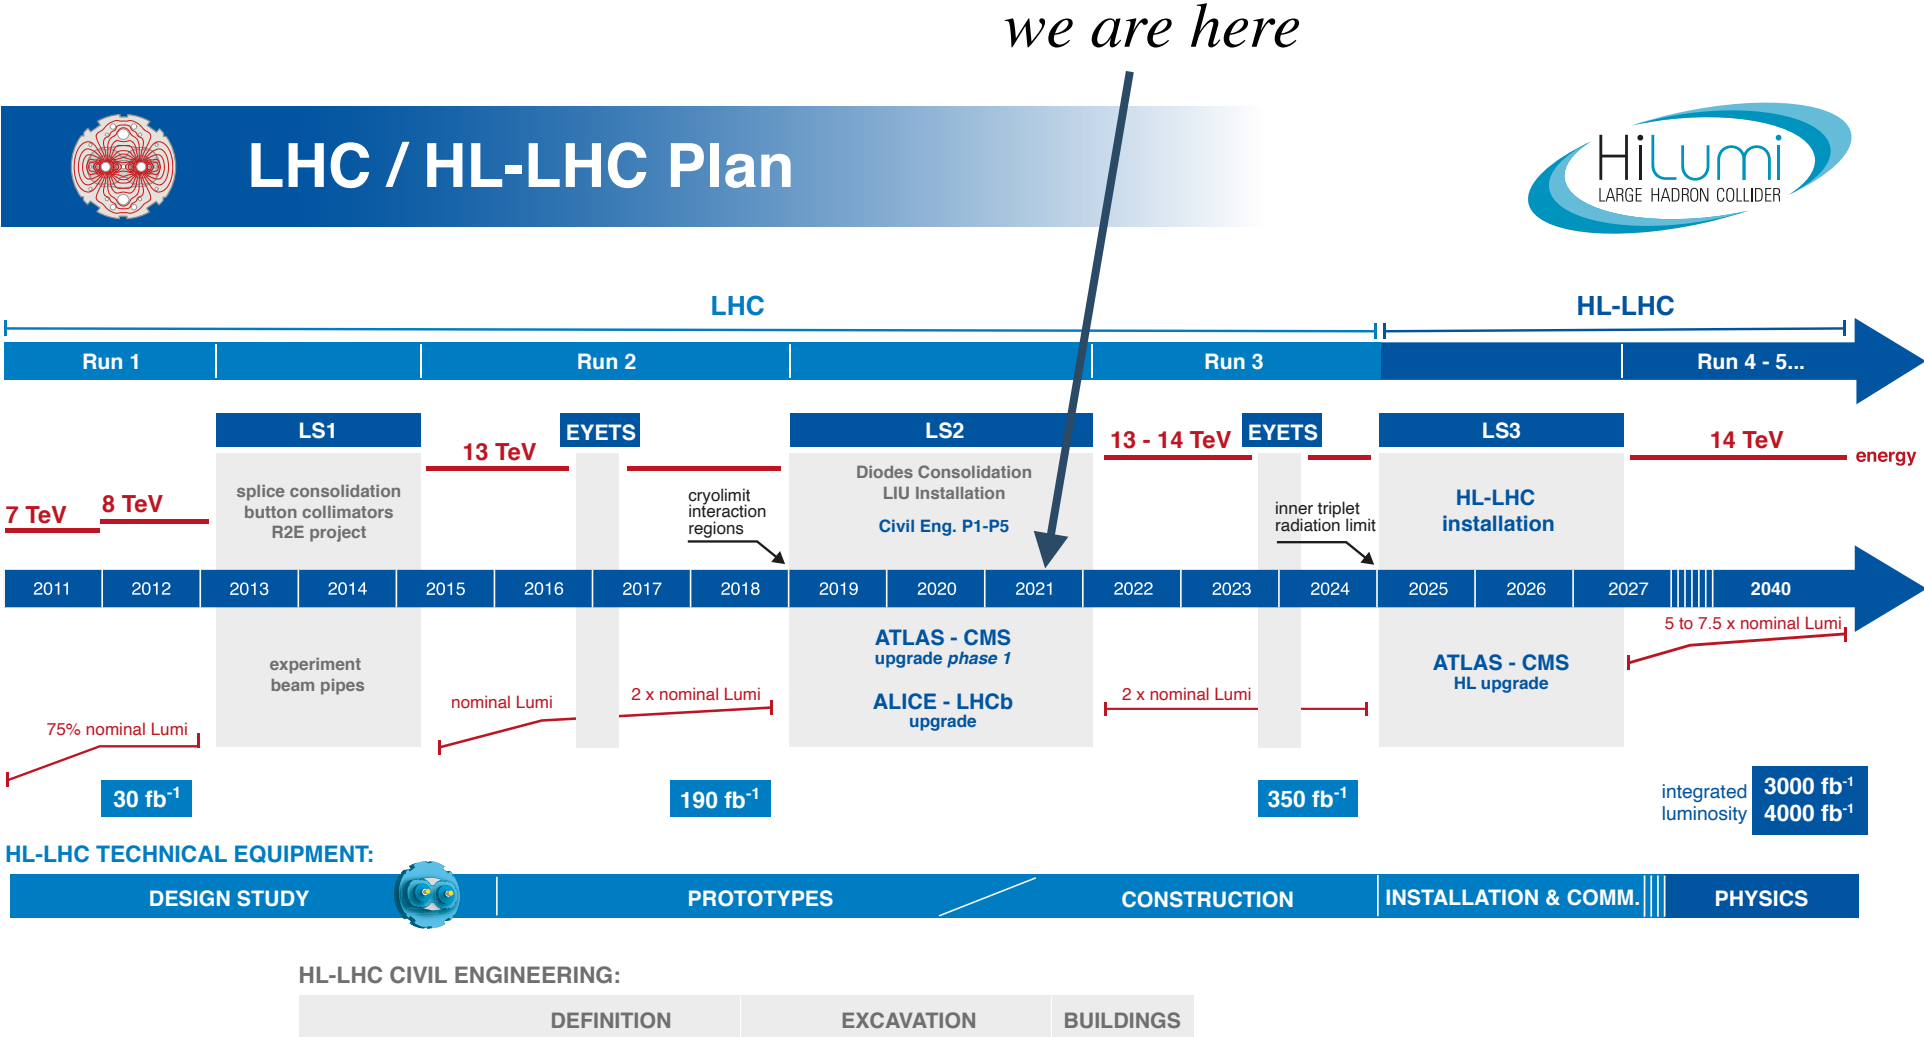 we are here
LHC / HL-LHC Plan
HiLumi
LARGE HADRON COLLIDER
LHC
HL-LHC
Run 1
Run 2
Run 3
Run 4 - 5...
LS1
EYETS
LS2
EYETS
LS3
7 TeV
8 TeV
13 TeV
13 - 14 TeV
14 TeV
energy
splice consolidation
button collimators
R2E project
cryolimit
interaction
regions
Diodes Consolidation
LIU Installation
Civil Eng. P1-P5
inner triplet
radiation limit
HL-LHC
installation
2011
2012
2013
2014
2015
2016
2017
2018
2019
2020
2021
2022
2023
2024
2025
2026
2027
2040
75% nominal Lumi
experiment
beam pipes
nominal Lumi
2 x nominal Lumi
ATLAS - CMS
upgrade phase 1
ALICE - LHCb
upgrade
2 x nominal Lumi
ATLAS - CMS
HL upgrade
5 to 7.5 x nominal Lumi
30 fb⁻¹
190 fb⁻¹
350 fb⁻¹
integrated
luminosity
3000 fb⁻¹
4000 fb⁻¹
HL-LHC TECHNICAL EQUIPMENT:
DESIGN STUDY
PROTOTYPES
CONSTRUCTION
INSTALLATION & COMM.
PHYSICS
HL-LHC CIVIL ENGINEERING:
DEFINITION
EXCAVATION
BUILDINGS